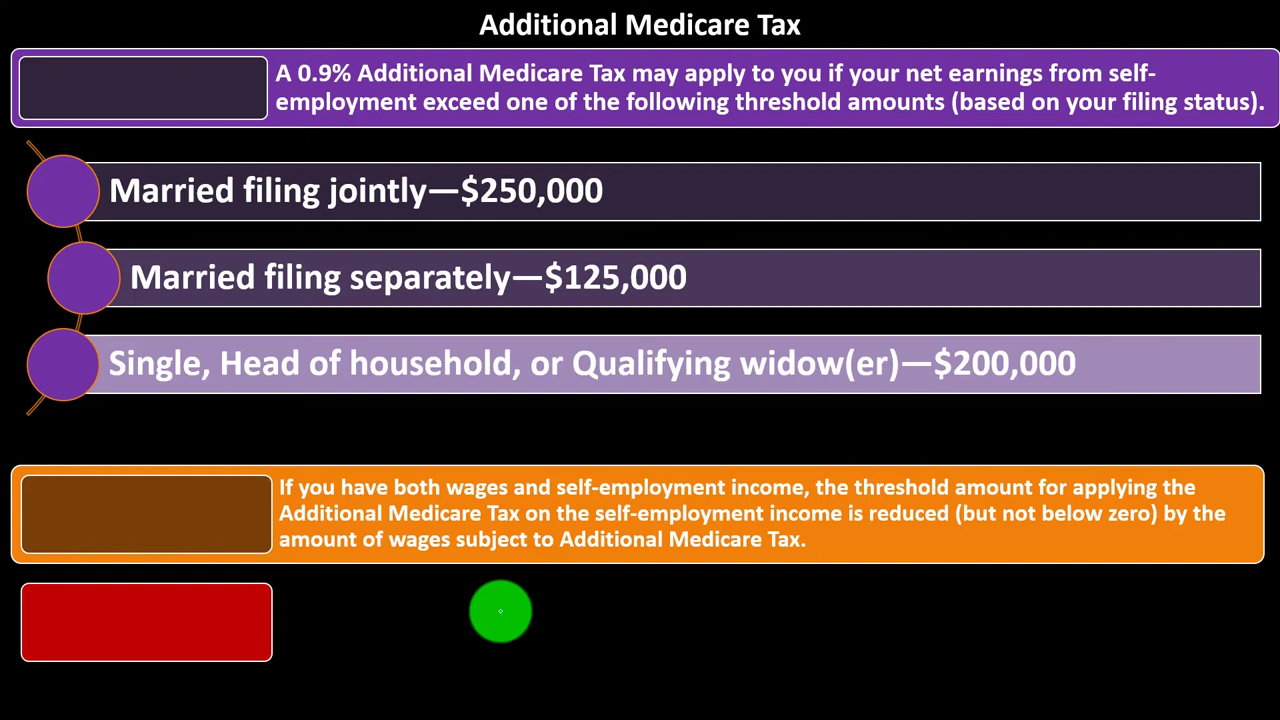 Additional Medicare Tax
A 0.9% Additional Medicare Tax may apply to you if your net earnings from self-
employment exceed one of the following threshold amounts (based on your filing status).
Married filing jointly—$250,000
Married filing separately—$125,000
Single, Head of household, or Qualifying widow(er)—$200,000
If you have both wages and self-employment income, the threshold amount for applying the
Additional Medicare Tax on the self-employment income is reduced (but not below zero) by the
amount of wages subject to Additional Medicare Tax.